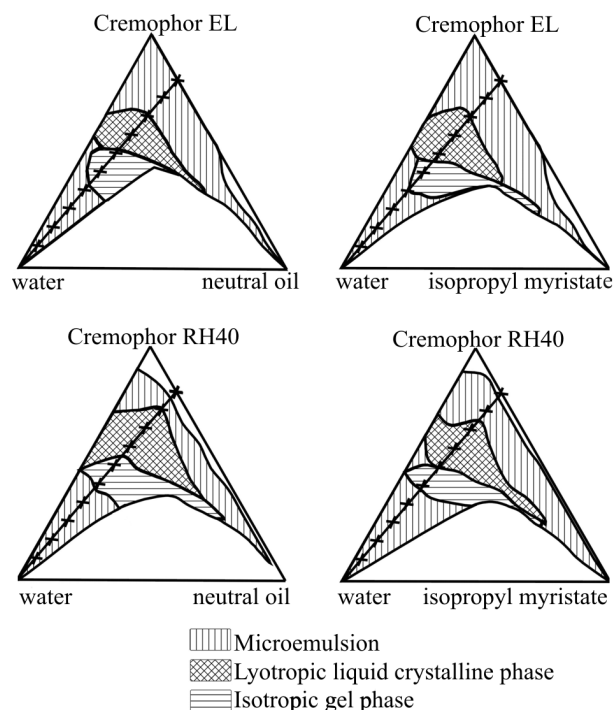 Cremophor EL
Cremophor EL
water
neutral oil
water
isopropyl myristate
Cremophor RH40
Cremophor RH40
water
neutral oil
water
isopropyl myristate
Microemulsion
Lyotropic liquid crystalline phase
Isotropic gel phase